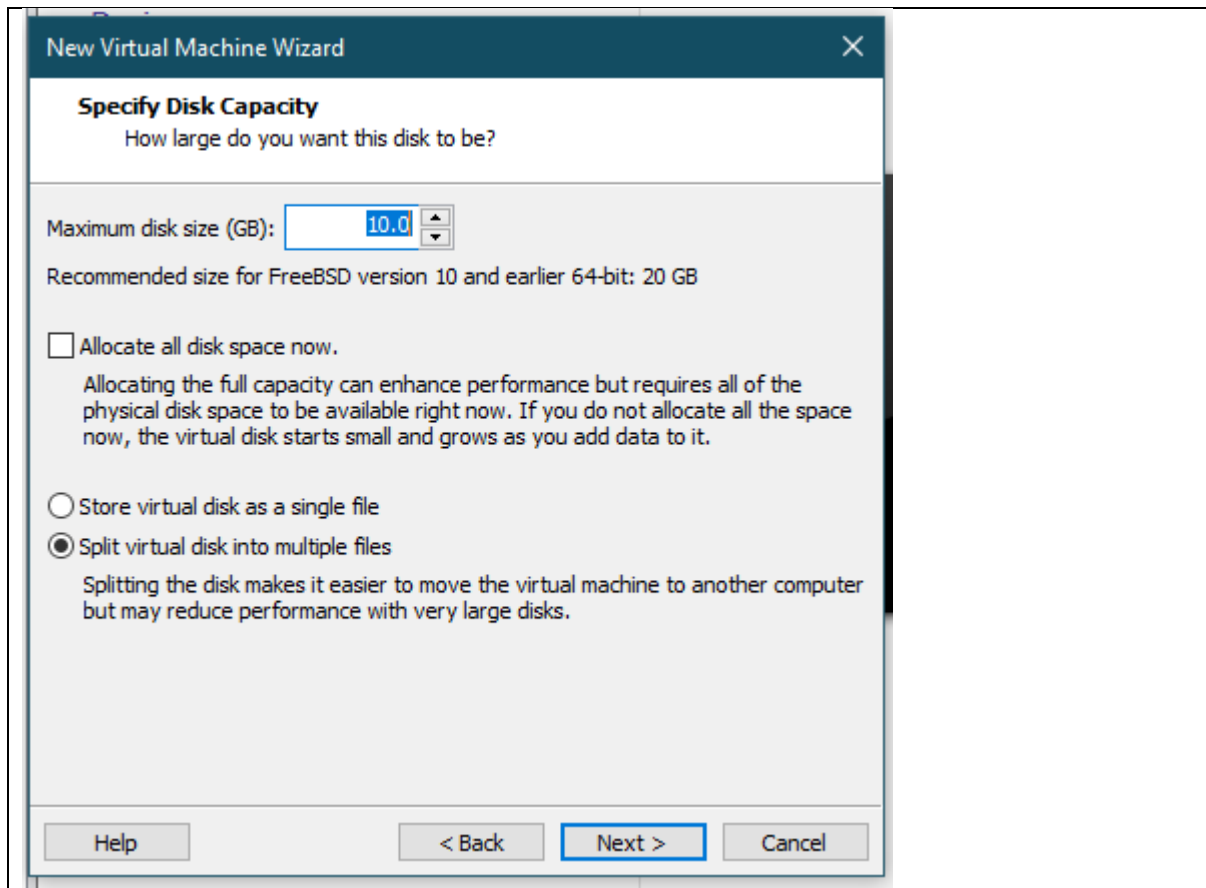 New Virtual Machine Wizard
Specify Disk Capacity
How large do you want this disk to be?
Maximum disk size (GB): 10.0
Recommended size for FreeBSD version 10 and earlier 64-bit: 20 GB
Allocate all disk space now.
Allocating the full capacity can enhance performance but requires all of the
physical disk space to be available right now. If you do not allocate all the space
now, the virtual disk starts small and grows as you add data to it.
Store virtual disk as a single file
Split virtual disk into multiple files
Splitting the disk makes it easier to move the virtual machine to another computer
but may reduce performance with very large disks.
Help < Back Next > Cancel